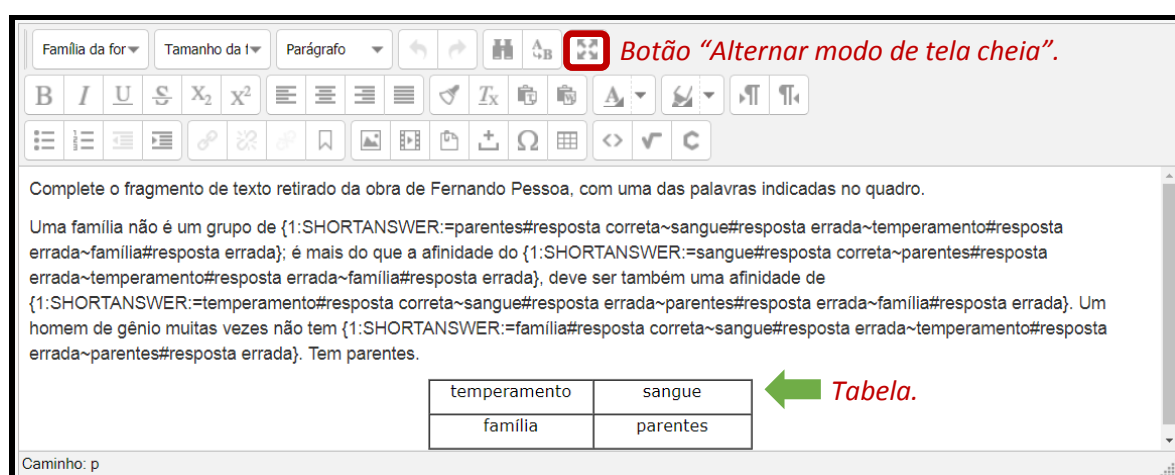 Família da for Tamanho da f Parágrafo Botão “Alternar modo de tela cheia”.
Complete o fragmento de texto retirado da obra de Fernando Pessoa, com uma das palavras indicadas no quadro.
Uma família não é um grupo de {1:SHORTANSWER:=parentes#resposta correta~sangue#resposta errada~temperamento#resposta
errada~família#resposta errada}; é mais do que a afinidade do {1:SHORTANSWER:=sangue#resposta correta~parentes#resposta
errada~temperamento#resposta errada~família#resposta errada}, deve ser também uma afinidade de
{1:SHORTANSWER:=temperamento#resposta correta~sangue#resposta errada~parentes#resposta errada~família#resposta errada}. Um
homem de gênio muitas vezes não tem {1:SHORTANSWER:=família#resposta correta~sangue#resposta errada~temperamento#resposta
errada~parentes#resposta errada}. Tem parentes.
temperamento sangue Tabela.
família parentes
Caminho: p